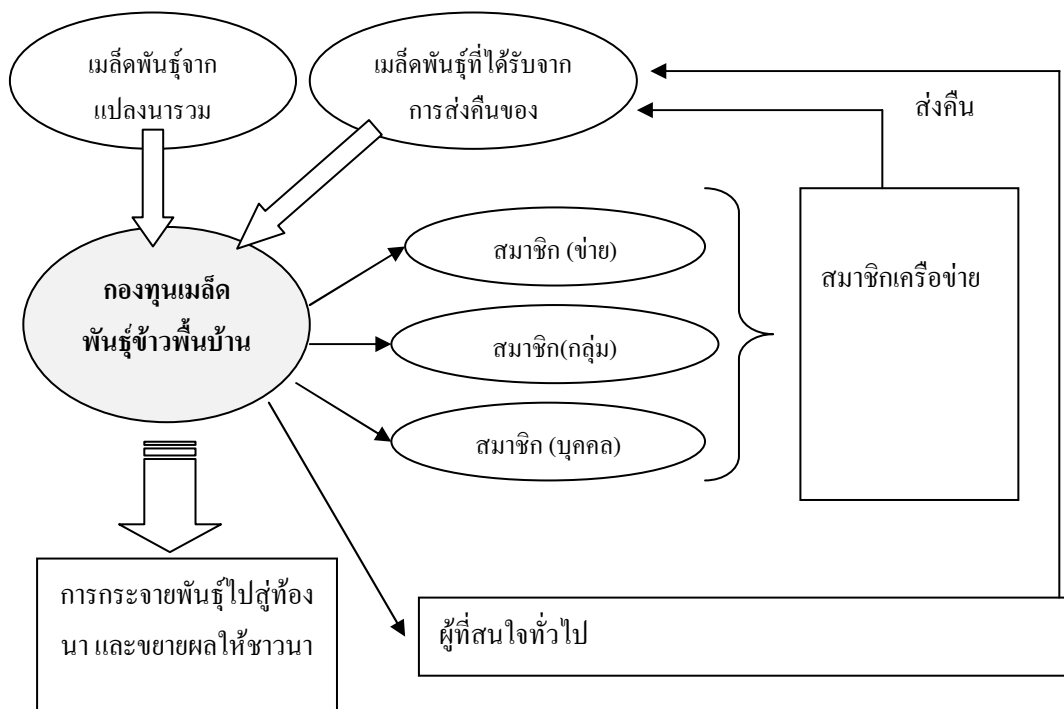 เมล็ดพันธุ์จาก
แปลงนารวม
เมล็ดพันธุ์ที่ได้รับจาก
การส่งคืนของ
ส่งคืน
กองทุนเมล็ด
พันธุ์ข้าวพื้นบ้าน
สมาชิก (ข่าย)
สมาชิก(กลุ่ม)
สมาชิก (บุคคล)
สมาชิกเครือข่าย
การกระจายพันธุ์ไปสู่ท้อง
นา และขยายผลให้ชาวนา
ผู้ที่สนใจทั่วไป